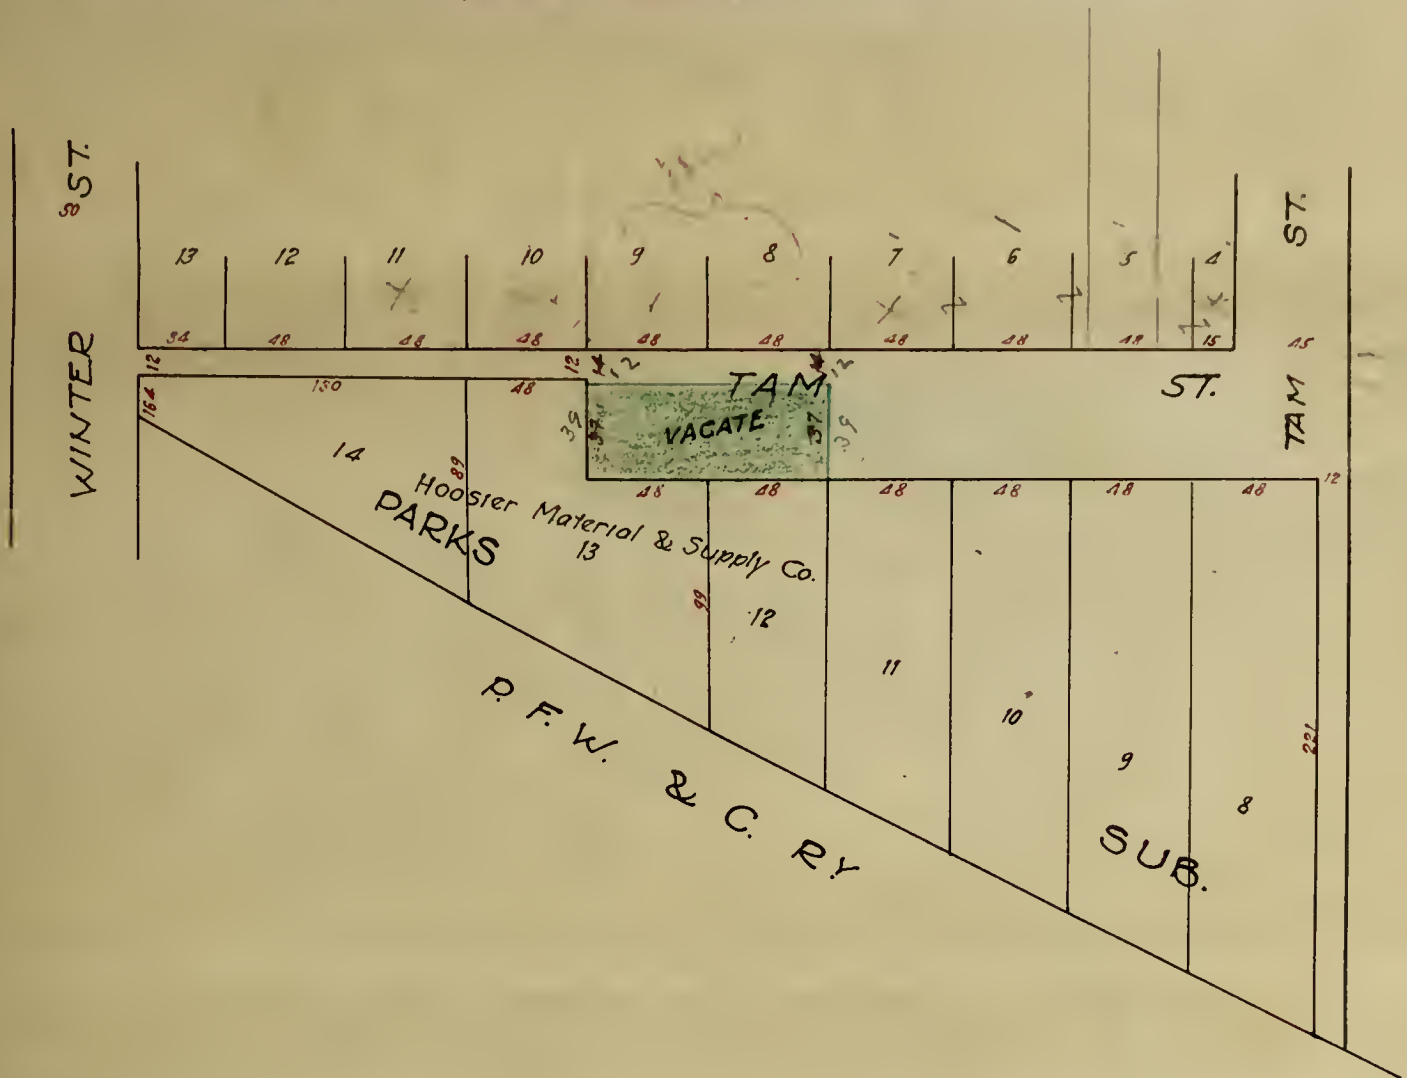 WINTER ST.
50
13 12 11 10 9 8 7 6 5 4
34 48 48 48 48 48 48 48 48 15
TAM ST.
45
12 12 14 12 14 12
164 130 48
TAM ST.
VACATE
39 37 37 39
48 48 48 48 48 48 12
14
89
Hoosier Material & Supply Co.
PARKS SUB.
13
99
12
11
10
9
8
221
P. F. W. & C. RY